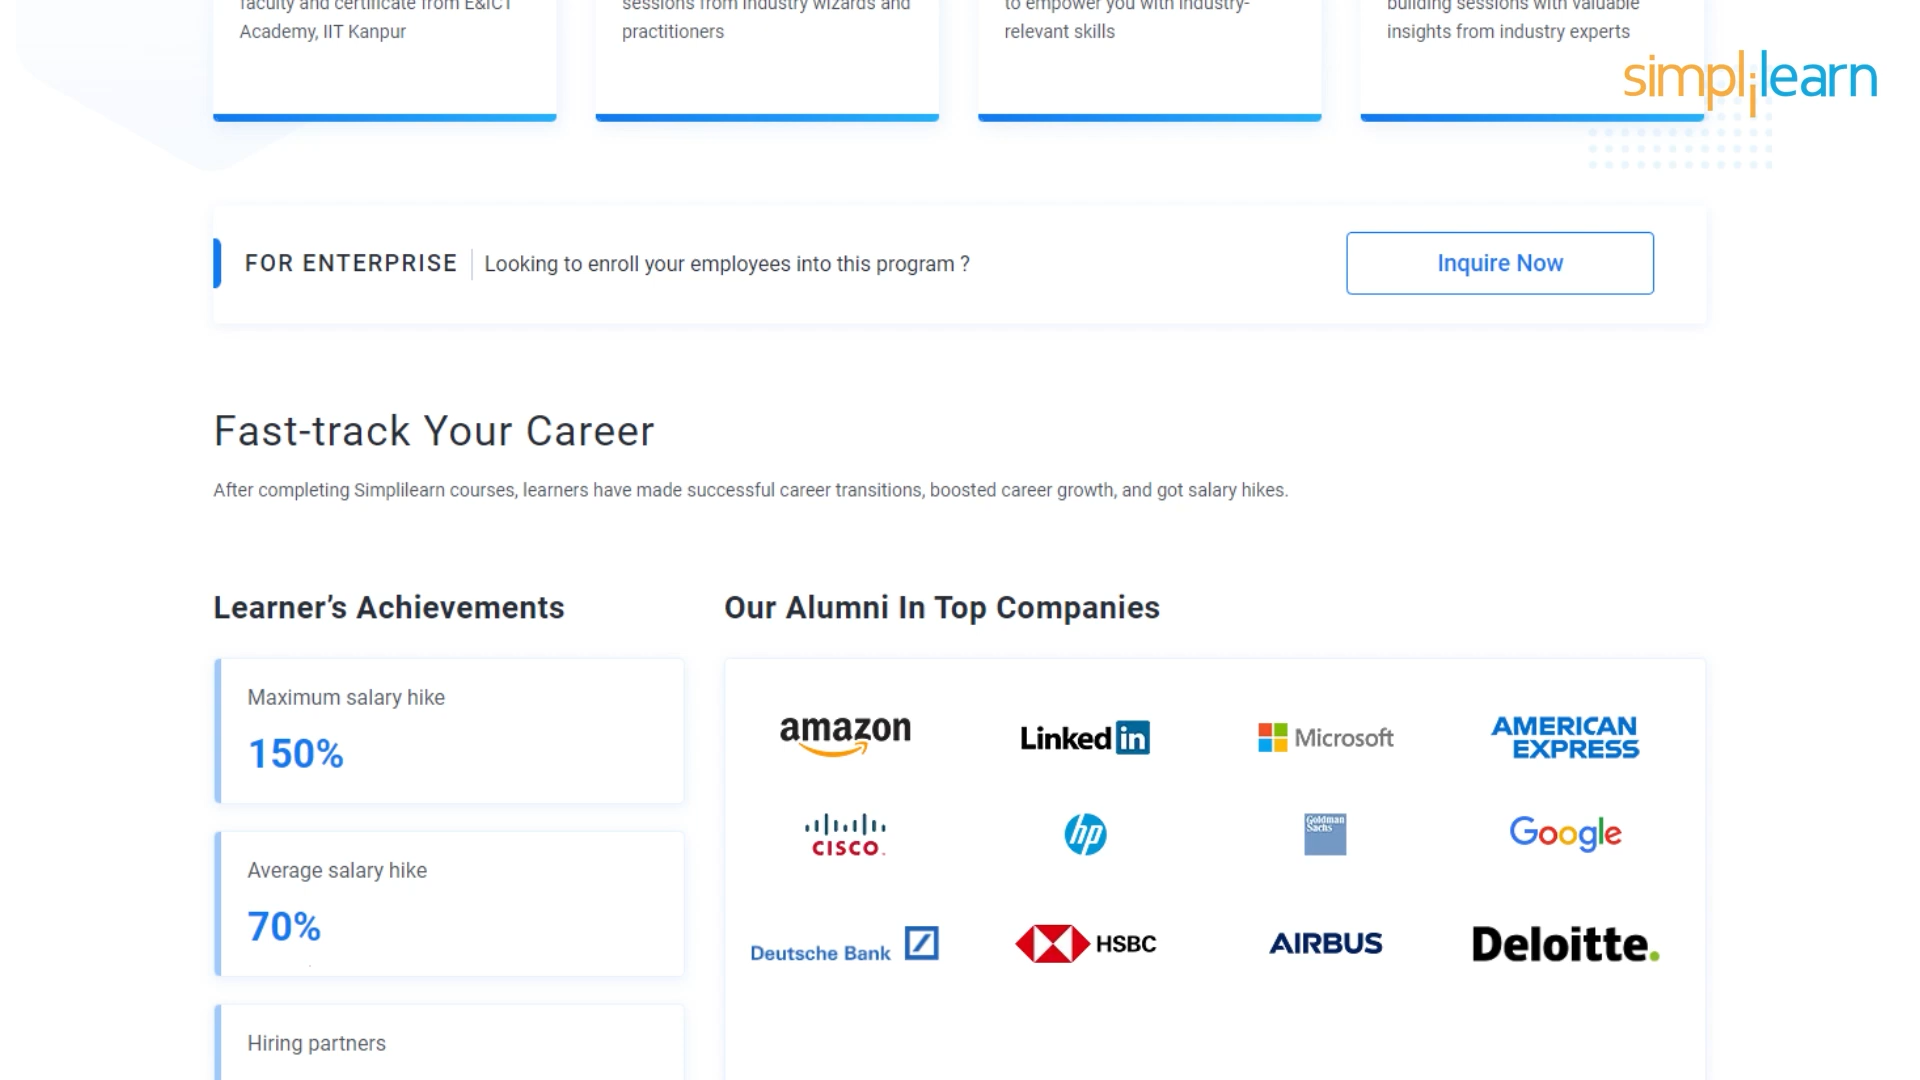 faculty and certificate from E&ICT
Academy, IIT Kanpur
sessions from industry wizards and
practitioners
to empower you with industry-
relevant skills
building sessions with valuable
insights from industry experts
simplilearn
FOR ENTERPRISE
Looking to enroll your employees into this program ?
Inquire Now
Fast-track Your Career
After completing Simplilearn courses, learners have made successful career transitions, boosted career growth, and got salary hikes.
Learner’s Achievements
Maximum salary hike
150%
Average salary hike
70%
Hiring partners
Our Alumni In Top Companies
amazon
Linked in
Microsoft
AMERICAN
EXPRESS
CISCO
hp
Goldman
Sachs
Google
Deutsche Bank
HSBC
AIRBUS
Deloitte.